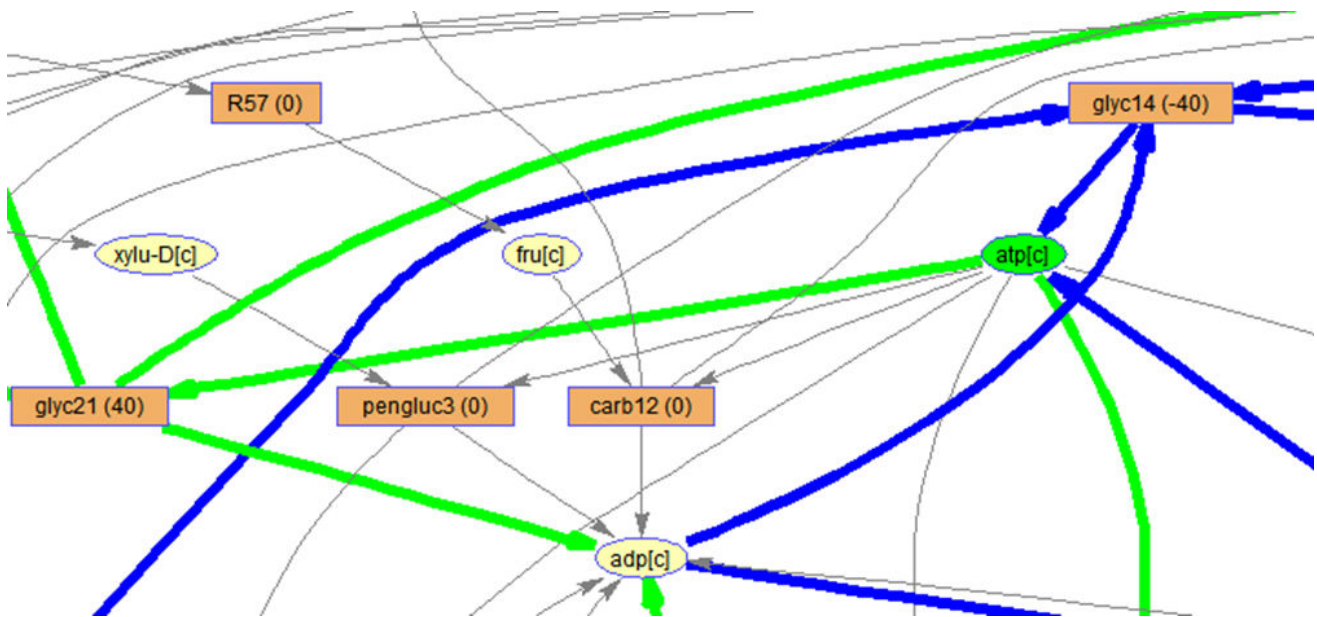 R57 (0)
glyc14 (-40)
xylu-D[c]
fru[c]
atp[c]
glyc21 (40)
pengluc3 (0)
carb12 (0)
adp[c]